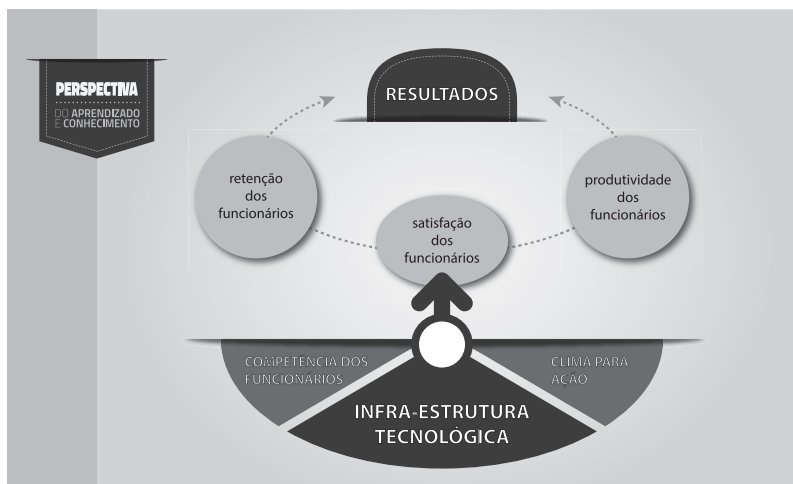 PERSPECTIVA
DO APRENDIZADO
E CONHECIMENTO
RESULTADOS
retenção
dos
funcionários
satisfação
dos
funcionários
produtividade
dos
funcionários
COMPETÊNCIA DOS
FUNCIONÁRIOS
CLIMA PARA
AÇÃO
INFRA-ESTRUTURA
TECNOLÓGICA